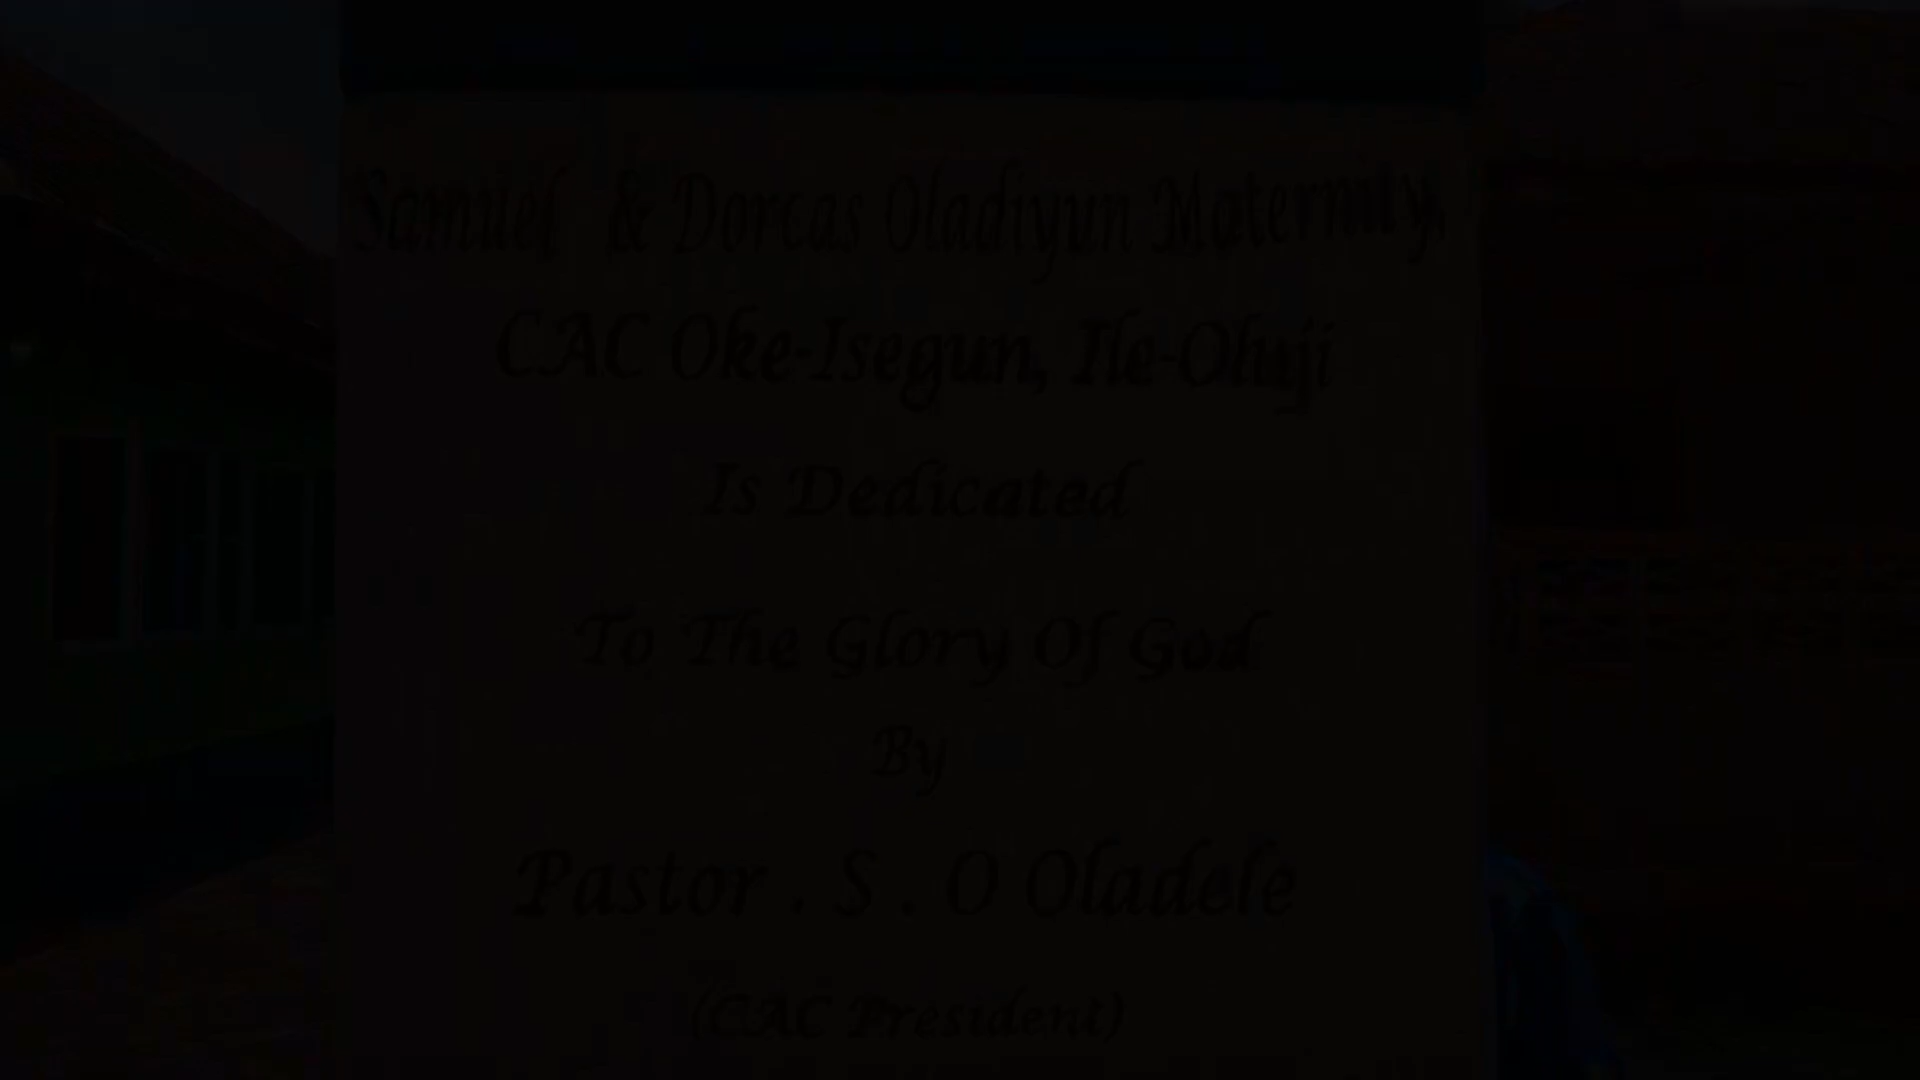 Samuel & Dorcas Oladiyun Maternity,
CAC Oke-Isegun, Ile-Oluji
Is Dedicated
To The Glory Of God
By
Pastor . S . O Oladele
(CAC President)